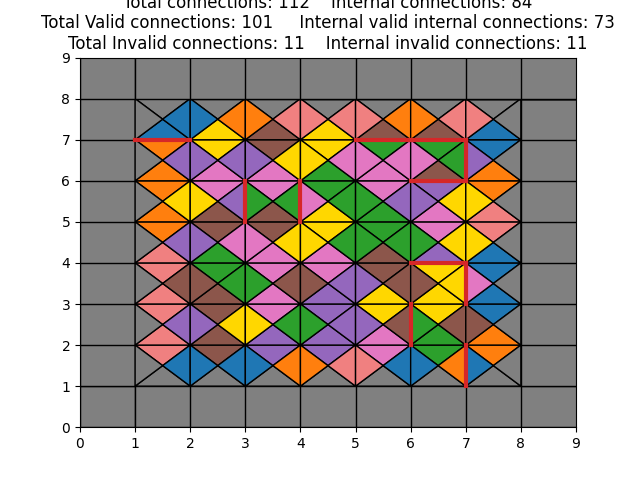 Total connections: 112    Internal connections: 84
Total Valid connections: 101    Internal valid internal connections: 73
Total Invalid connections: 11    Internal invalid connections: 11
9
8
7
6
5
4
3
2
1
0
0 1 2 3 4 5 6 7 8 9